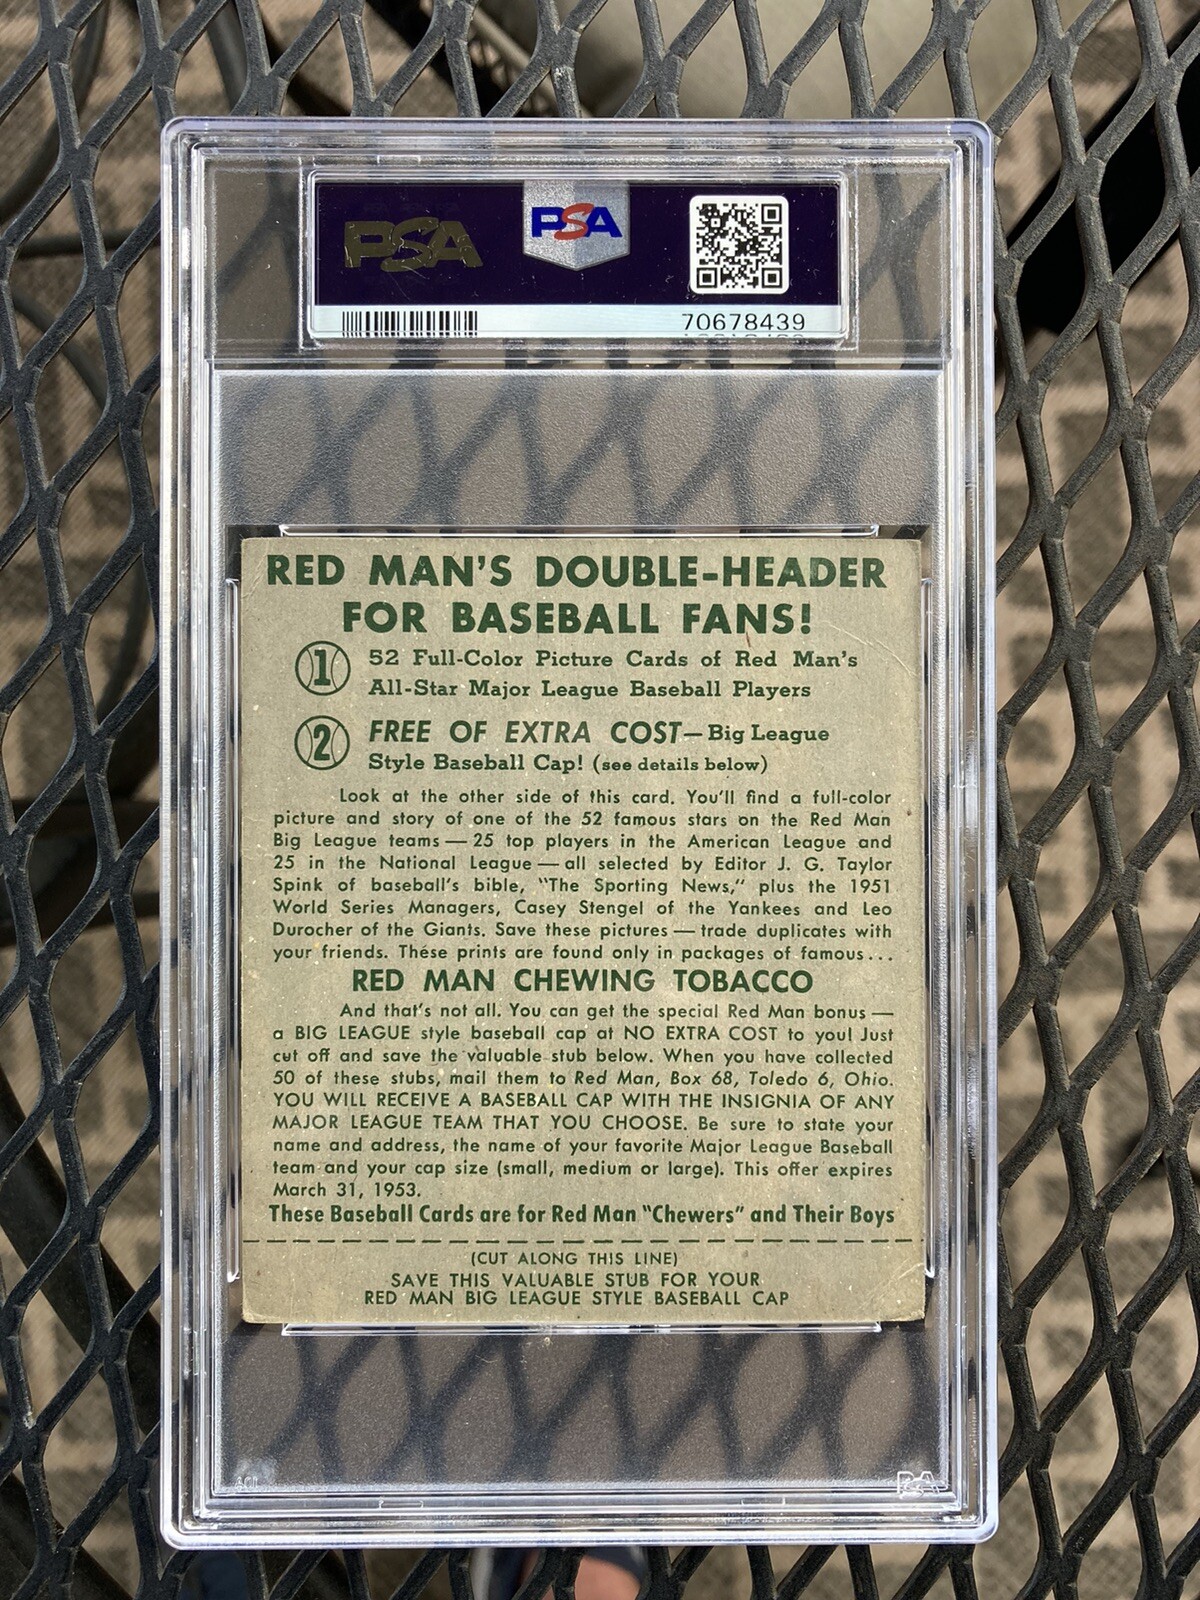 PSA
PSA
70678439
RED MAN'S DOUBLE-HEADER
FOR BASEBALL FANS!
1 52 Full-Color Picture Cards of Red Man's
All-Star Major League Baseball Players
2 FREE OF EXTRA COST—Big League
Style Baseball Cap! (see details below)
Look at the other side of this card. You'll find a full-color
picture and story of one of the 52 famous stars on the Red Man
Big League teams — 25 top players in the American League and
25 in the National League — all selected by Editor J. G. Taylor
Spink of baseball's bible, "The Sporting News," plus the 1951
World Series Managers, Casey Stengel of the Yankees and Leo
Durocher of the Giants. Save these pictures — trade duplicates with
your friends. These prints are found only in packages of famous...
RED MAN CHEWING TOBACCO
And that's not all. You can get the special Red Man bonus —
a BIG LEAGUE style baseball cap at NO EXTRA COST to you! Just
cut off and save the valuable stub below. When you have collected
50 of these stubs, mail them to Red Man, Box 68, Toledo 6, Ohio.
YOU WILL RECEIVE A BASEBALL CAP WITH THE INSIGNIA OF ANY
MAJOR LEAGUE TEAM THAT YOU CHOOSE. Be sure to state your
name and address, the name of your favorite Major League Baseball
team and your cap size (small, medium or large). This offer expires
March 31, 1953.
These Baseball Cards are for Red Man "Chewers" and Their Boys
(CUT ALONG THIS LINE)
SAVE THIS VALUABLE STUB FOR YOUR
RED MAN BIG LEAGUE STYLE BASEBALL CAP
PSA